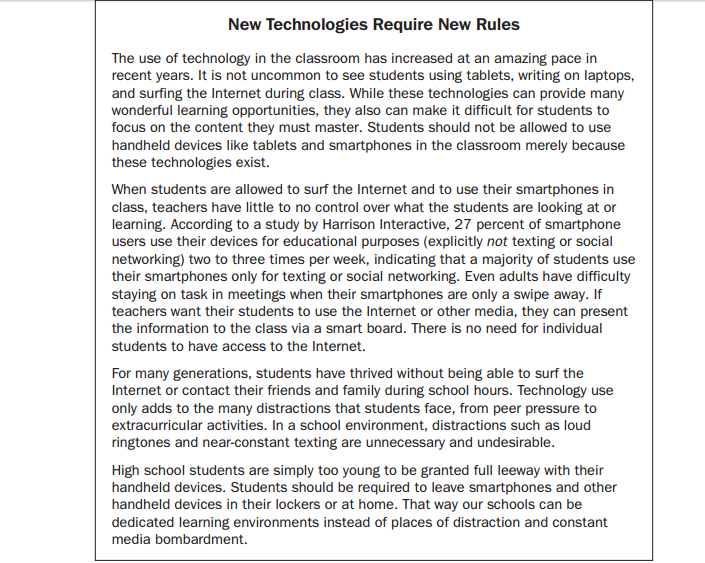 New Technologies Require New Rules
The use of technology in the classroom has increased at an amazing pace in
recent years. It is not uncommon to see students using tablets, writing on laptops,
and surfing the Internet during class. While these technologies can provide many
wonderful learning opportunities, they also can make it difficult for students to
focus on the content they must master. Students should not be allowed to use
handheld devices like tablets and smartphones in the classroom merely because
these technologies exist.
When students are allowed to surf the Internet and to use their smartphones in
class, teachers have little to no control over what the students are looking at or
learning. According to a study by Harrison Interactive, 27 percent of smartphone
users use their devices for educational purposes (explicitly not texting or social
networking) two to three times per week, indicating that a majority of students use
their smartphones only for texting or social networking. Even adults have difficulty
staying on task in meetings when their smartphones are only a swipe away. If
teachers want their students to use the Internet or other media, they can present
the information to the class via a smart board. There is no need for individual
students to have access to the Internet.
For many generations, students have thrived without being able to surf the
Internet or contact their friends and family during school hours. Technology use
only adds to the many distractions that students face, from peer pressure to
extracurricular activities. In a school environment, distractions such as loud
ringtones and near-constant texting are unnecessary and undesirable.
High school students are simply too young to be granted full leeway with their
handheld devices. Students should be required to leave smartphones and other
handheld devices in their lockers or at home. That way our schools can be
dedicated learning environments instead of places of distraction and constant
media bombardment.